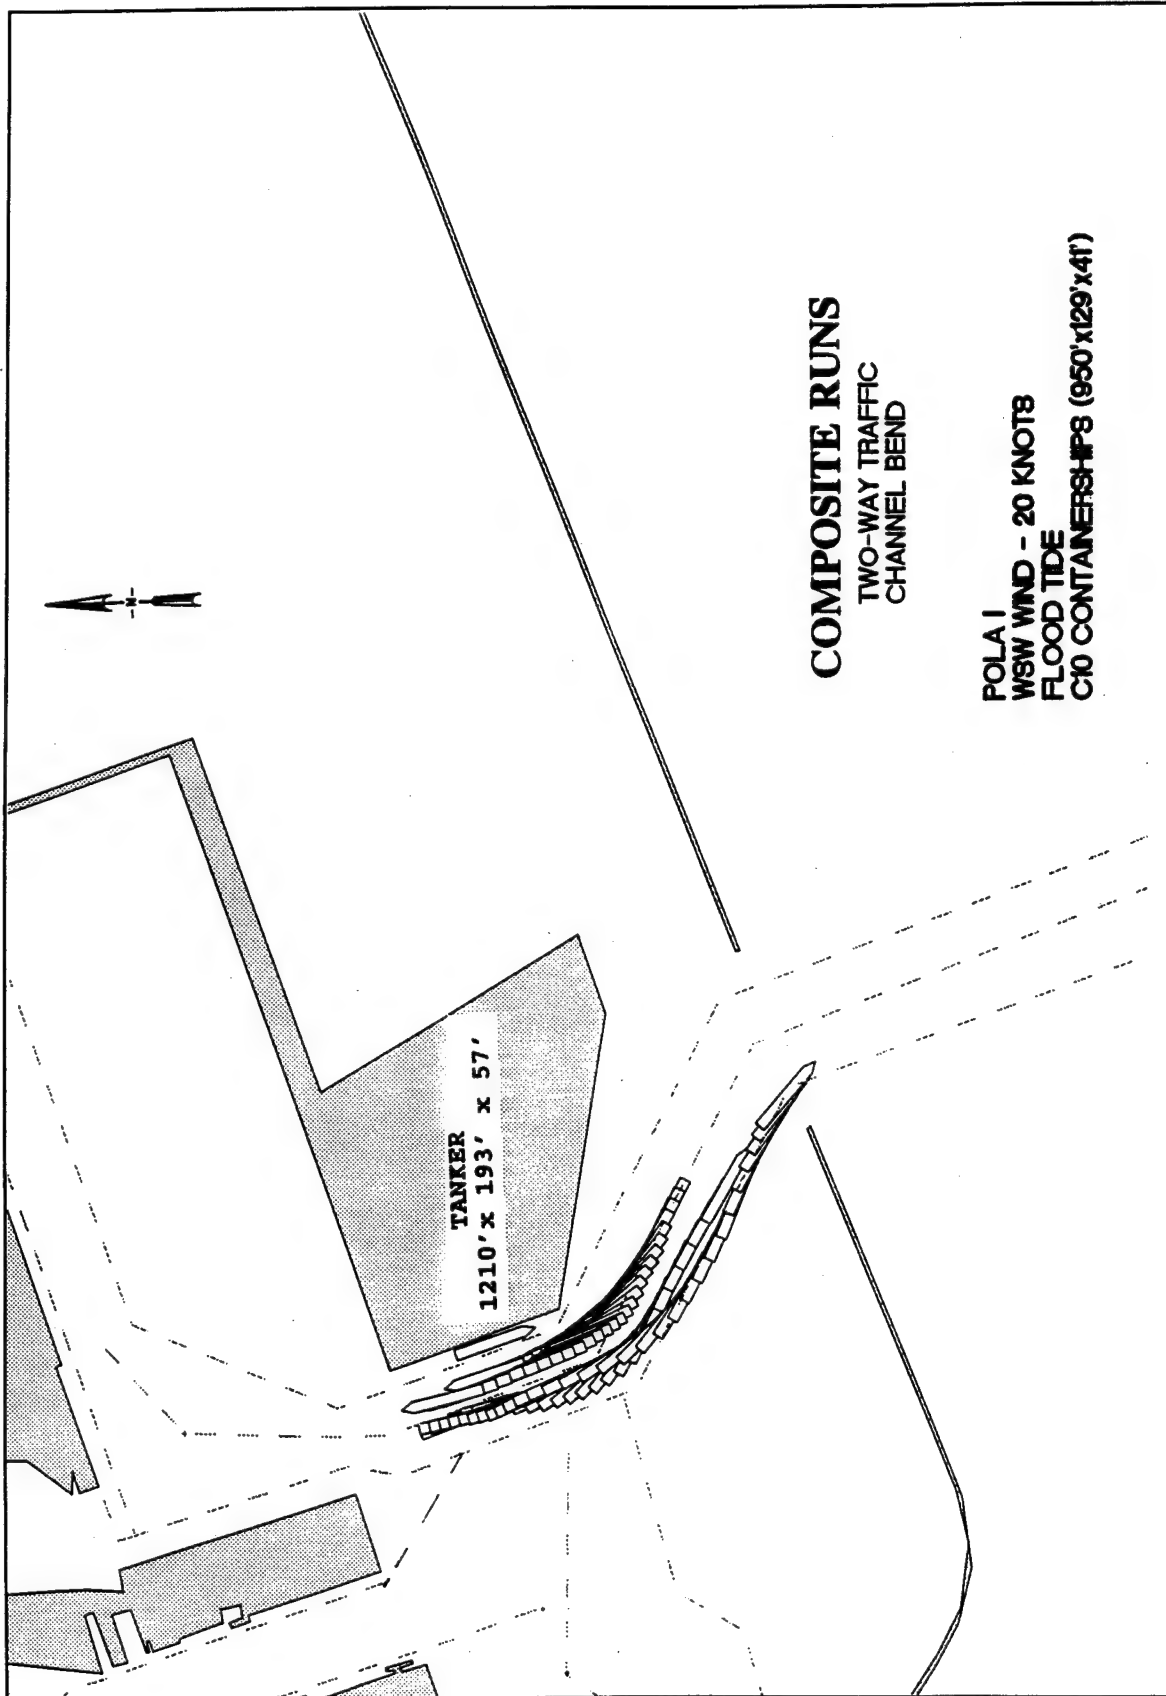 N
TANKER
1210' x 193' x 57'
COMPOSITE RUNS
TWO-WAY TRAFFIC
CHANNEL BEND
POLA I
WSW WIND - 20 KNOTS
FLOOD TIDE
C10 CONTAINERSHIPS (950'x129'x41')